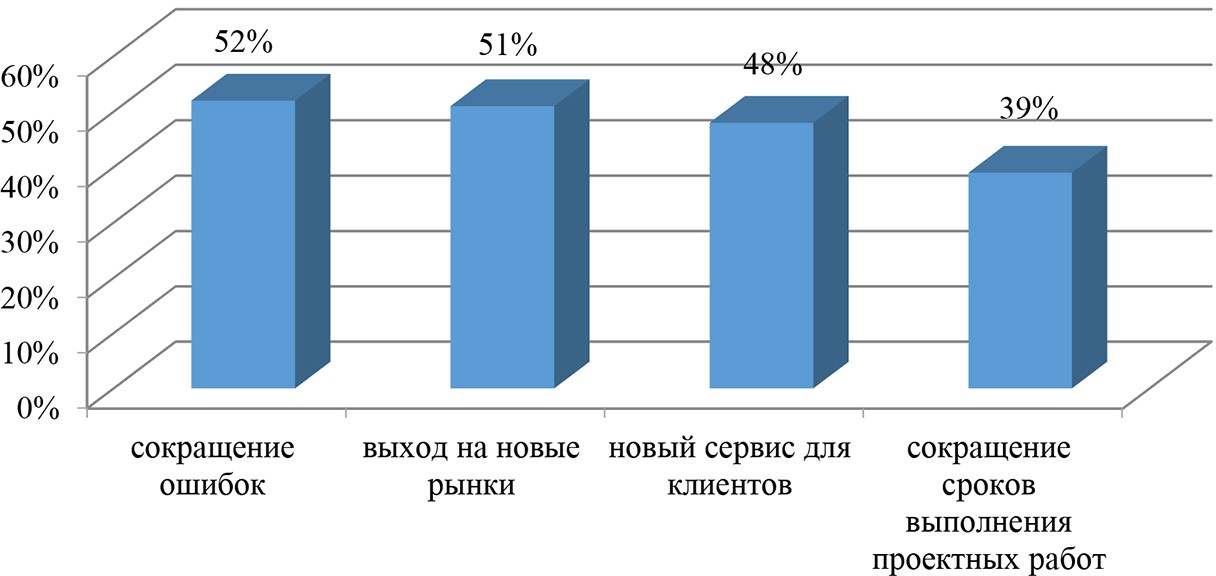 52%
51%
48%
39%
60%
50%
40%
30%
20%
10%
0%
сокращение
ошибок
выход на новые
рынки
новый сервис для
клиентов
сокращение
сроков
выполнения
проектных работ